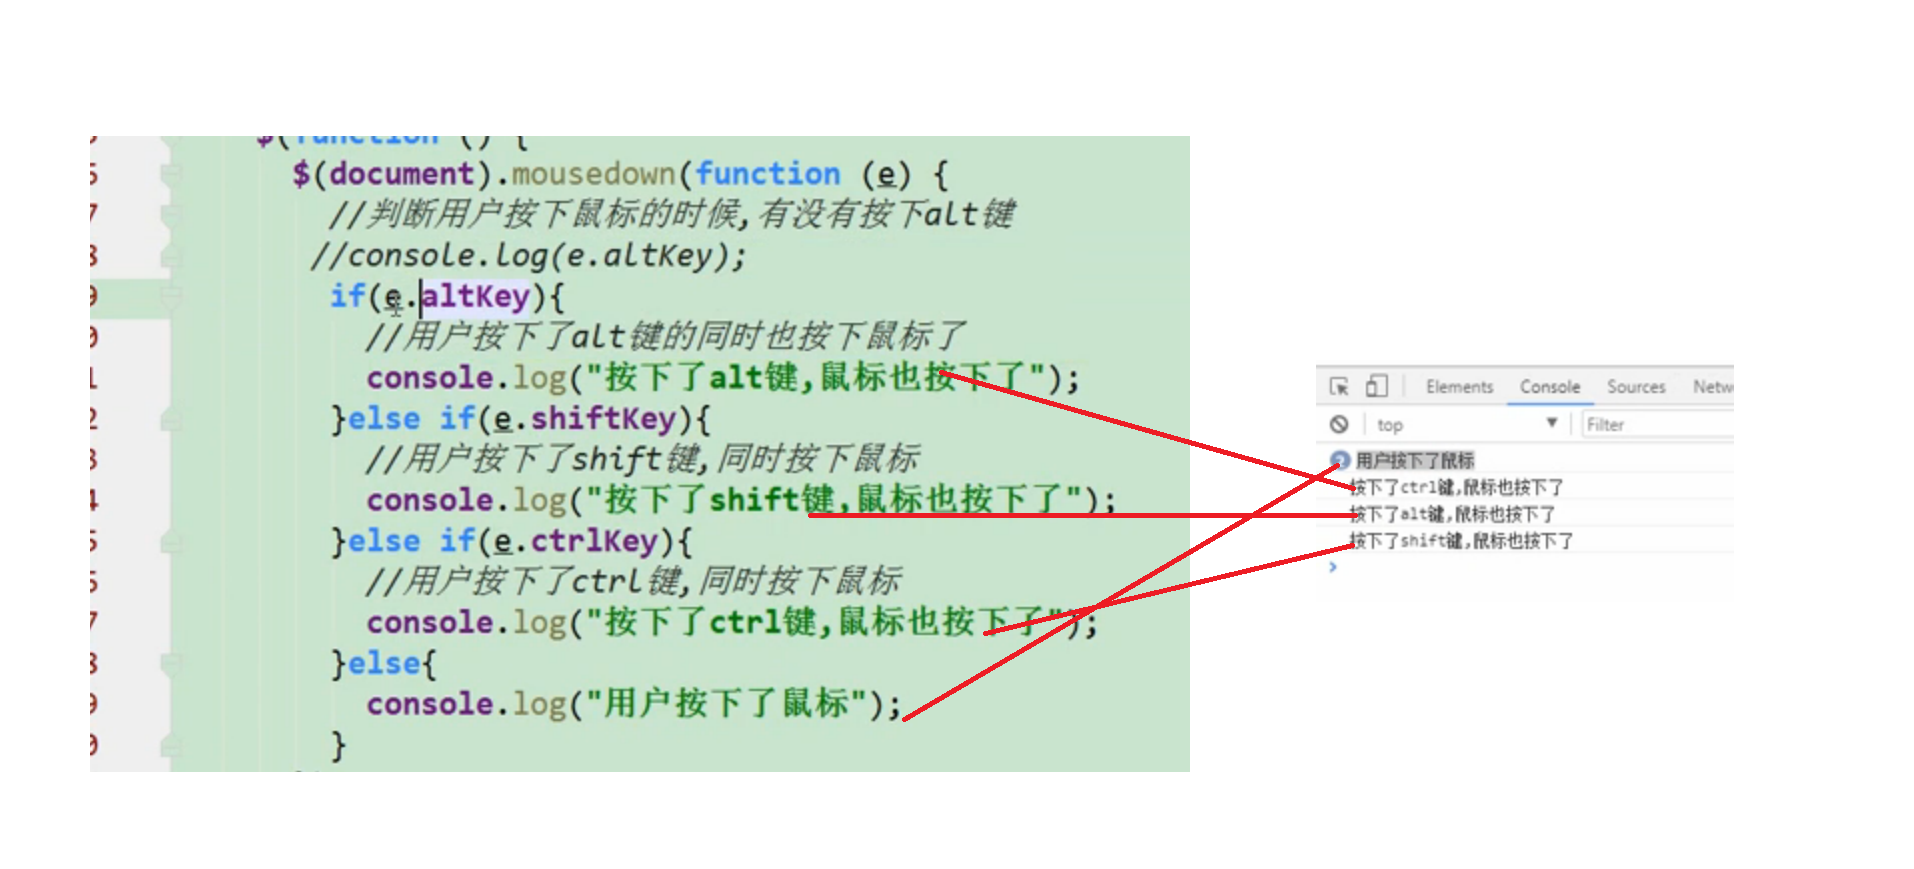 $(function () {
$(document).mousedown(function (e) {
//判断用户按下鼠标的时候,有没有按下alt键
//console.log(e.altKey);
if(e.altKey){
//用户按下了alt键的同时也按下鼠标了
console.log("按下了alt键,鼠标也按下了");
}else if(e.shiftKey){
//用户按下了shift键,同时按下鼠标
console.log("按下了shift键,鼠标也按下了");
}else if(e.ctrlKey){
//用户按下了ctrl键,同时按下鼠标
console.log("按下了ctrl键,鼠标也按下了");
}else{
console.log("用户按下了鼠标");
}
Elements Console Sources Netw
top ▼ Filter
用户按下了鼠标
按下了ctrl键,鼠标也按下了
按下了alt键,鼠标也按下了
按下了shift键,鼠标也按下了
>